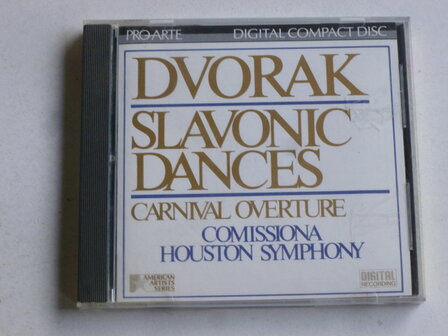 PRO-ARTE DIGITAL COMPACT DISC
DVORAK
SLAVONIC
DANCES
CARNIVAL OVERTURE
COMISSIONA
HOUSTON SYMPHONY
AMERICAN
ARTISTS
SERIES
DIGITAL
RECORDING